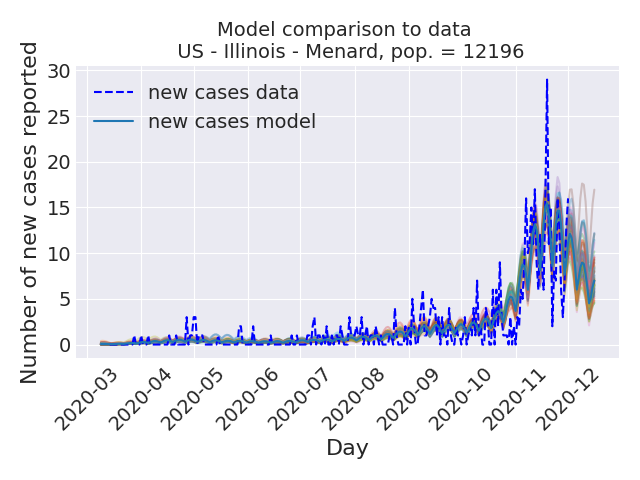 Model comparison to data
US - Illinois - Menard, pop. = 12196
Number of new cases reported
30
25
20
15
10
5
0
new cases data
new cases model
2020-03
2020-04
2020-05
2020-06
2020-07
2020-08
2020-09
2020-10
2020-11
2020-12
Day